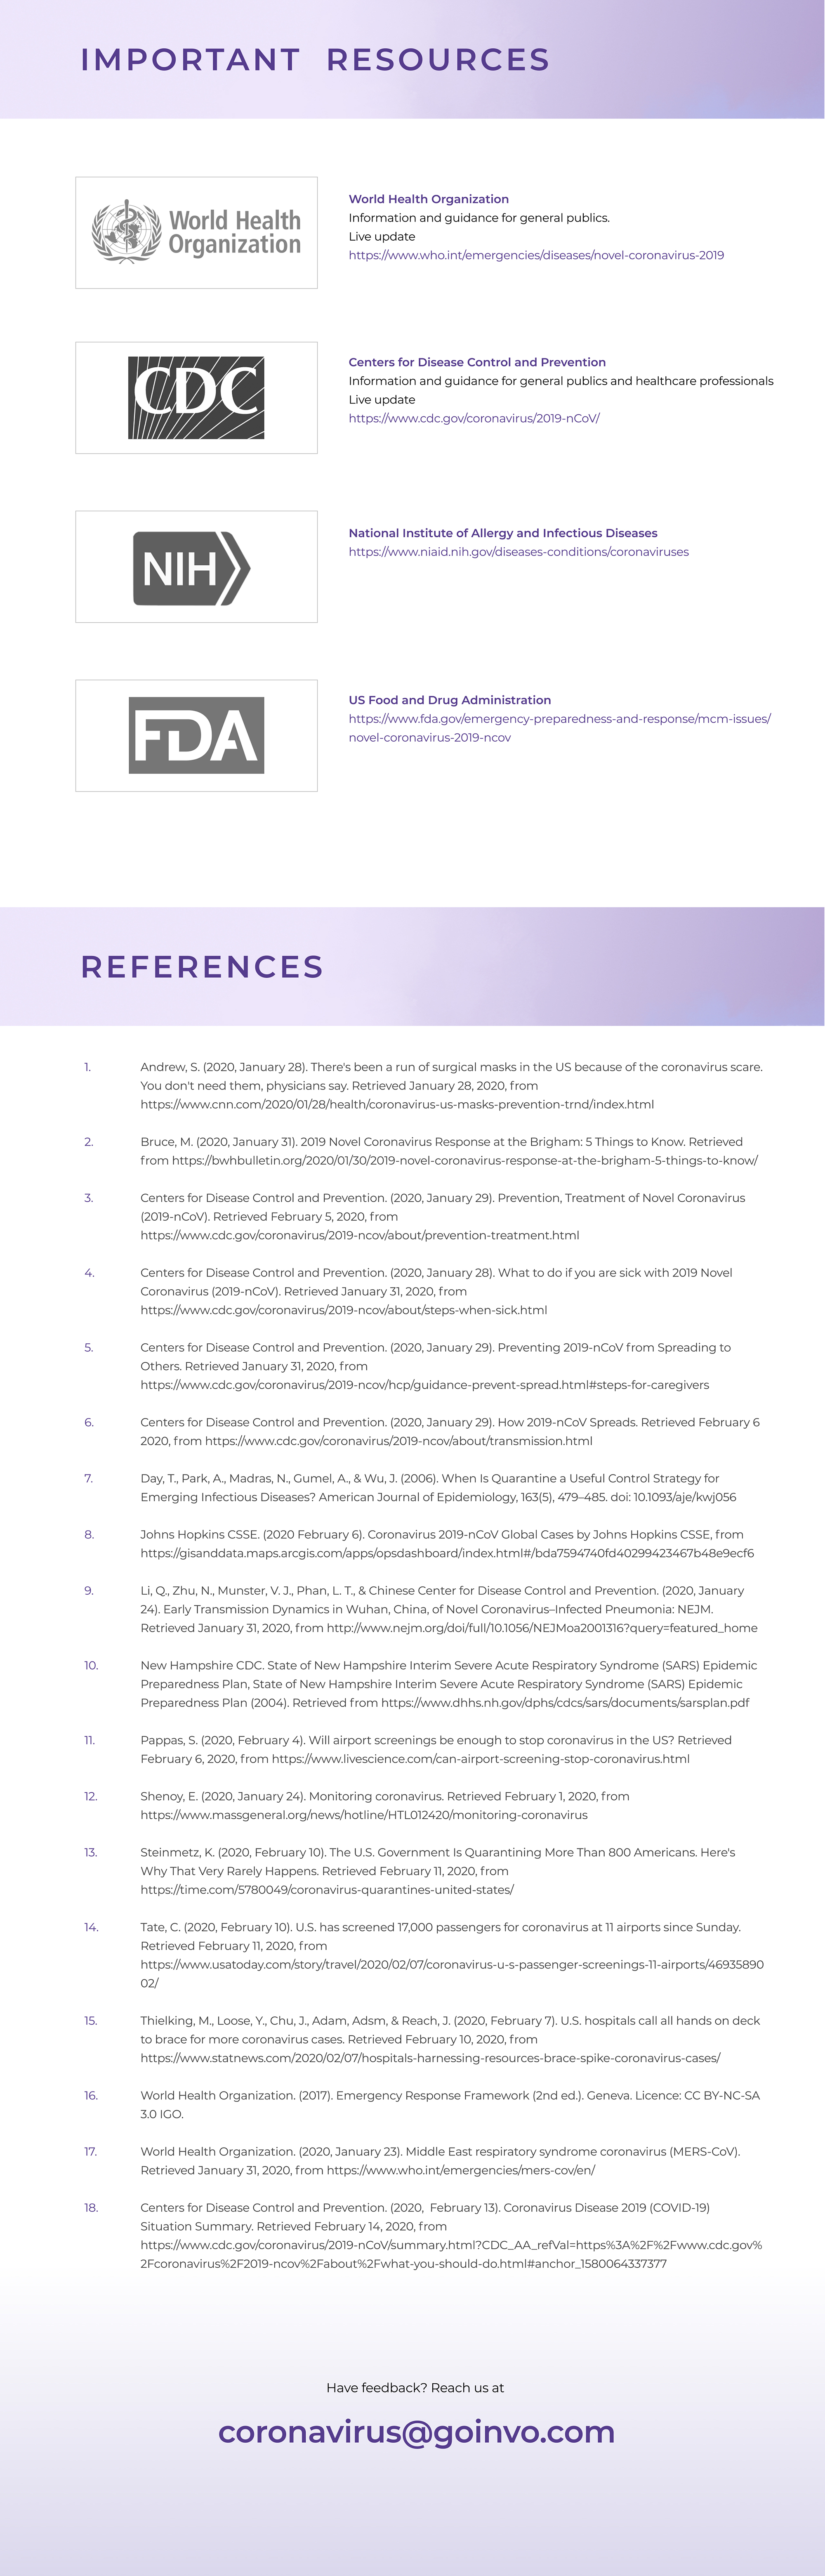 IMPORTANT RESOURCES
World Health
Organization
World Health Organization
Information and guidance for general publics.
Live update
https://www.who.int/emergencies/diseases/novel-coronavirus-2019
CDC
Centers for Disease Control and Prevention
Information and guidance for general publics and healthcare professionals
Live update
https://www.cdc.gov/coronavirus/2019-nCoV/
NIH
National Institute of Allergy and Infectious Diseases
https://www.niaid.nih.gov/diseases-conditions/coronaviruses
FDA
US Food and Drug Administration
https://www.fda.gov/emergency-preparedness-and-response/mcm-issues/
novel-coronavirus-2019-ncov
REFERENCES
1. Andrew, S. (2020, January 28). There's been a run of surgical masks in the US because of the coronavirus scare.
You don't need them, physicians say. Retrieved January 28, 2020, from
https://www.cnn.com/2020/01/28/health/coronavirus-us-masks-prevention-trnd/index.html
2. Bruce, M. (2020, January 31). 2019 Novel Coronavirus Response at the Brigham: 5 Things to Know. Retrieved
from https://bwhbulletin.org/2020/01/30/2019-novel-coronavirus-response-at-the-brigham-5-things-to-know/
3. Centers for Disease Control and Prevention. (2020, January 29). Prevention, Treatment of Novel Coronavirus
(2019-nCoV). Retrieved February 5, 2020, from
https://www.cdc.gov/coronavirus/2019-ncov/about/prevention-treatment.html
4. Centers for Disease Control and Prevention. (2020, January 28). What to do if you are sick with 2019 Novel
Coronavirus (2019-nCoV). Retrieved January 31, 2020, from
https://www.cdc.gov/coronavirus/2019-ncov/about/steps-when-sick.html
5. Centers for Disease Control and Prevention. (2020, January 29). Preventing 2019-nCoV from Spreading to
Others. Retrieved January 31, 2020, from
https://www.cdc.gov/coronavirus/2019-ncov/hcp/guidance-prevent-spread.html#steps-for-caregivers
6. Centers for Disease Control and Prevention. (2020, January 29). How 2019-nCoV Spreads. Retrieved February 6
2020, from https://www.cdc.gov/coronavirus/2019-ncov/about/transmission.html
7. Day, T., Park, A., Madras, N., Gumel, A., & Wu, J. (2006). When Is Quarantine a Useful Control Strategy for
Emerging Infectious Diseases? American Journal of Epidemiology, 163(5), 479–485. doi: 10.1093/aje/kwj056
8. Johns Hopkins CSSE. (2020 February 6). Coronavirus 2019-nCoV Global Cases by Johns Hopkins CSSE, from
https://gisanddata.maps.arcgis.com/apps/opsdashboard/index.html#/bda7594740fd40299423467b48e9ecf6
9. Li, Q., Zhu, N., Munster, V. J., Phan, L. T., & Chinese Center for Disease Control and Prevention. (2020, January
24). Early Transmission Dynamics in Wuhan, China, of Novel Coronavirus–Infected Pneumonia: NEJM.
Retrieved January 31, 2020, from http://www.nejm.org/doi/full/10.1056/NEJMoa2001316?query=featured_home
10. New Hampshire CDC. State of New Hampshire Interim Severe Acute Respiratory Syndrome (SARS) Epidemic
Preparedness Plan, State of New Hampshire Interim Severe Acute Respiratory Syndrome (SARS) Epidemic
Preparedness Plan (2004). Retrieved from https://www.dhhs.nh.gov/dphs/cdcs/sars/documents/sarsplan.pdf
11. Pappas, S. (2020, February 4). Will airport screenings be enough to stop coronavirus in the US? Retrieved
February 6, 2020, from https://www.livescience.com/can-airport-screening-stop-coronavirus.html
12. Shenoy, E. (2020, January 24). Monitoring coronavirus. Retrieved February 1, 2020, from
https://www.massgeneral.org/news/hotline/HTL012420/monitoring-coronavirus
13. Steinmetz, K. (2020, February 10). The U.S. Government Is Quarantining More Than 800 Americans. Here's
Why That Very Rarely Happens. Retrieved February 11, 2020, from
https://time.com/5780049/coronavirus-quarantines-united-states/
14. Tate, C. (2020, February 10). U.S. has screened 17,000 passengers for coronavirus at 11 airports since Sunday.
Retrieved February 11, 2020, from
https://www.usatoday.com/story/travel/2020/02/07/coronavirus-u-s-passenger-screenings-11-airports/46935890
02/
15. Thielking, M., Loose, Y., Chu, J., Adam, Adsm, & Reach, J. (2020, February 7). U.S. hospitals call all hands on deck
to brace for more coronavirus cases. Retrieved February 10, 2020, from
https://www.statnews.com/2020/02/07/hospitals-harnessing-resources-brace-spike-coronavirus-cases/
16. World Health Organization. (2017). Emergency Response Framework (2nd ed.). Geneva. Licence: CC BY-NC-SA
3.0 IGO.
17. World Health Organization. (2020, January 23). Middle East respiratory syndrome coronavirus (MERS-CoV).
Retrieved January 31, 2020, from https://www.who.int/emergencies/mers-cov/en/
18. Centers for Disease Control and Prevention. (2020, February 13). Coronavirus Disease 2019 (COVID-19)
Situation Summary. Retrieved February 14, 2020, from
https://www.cdc.gov/coronavirus/2019-nCoV/summary.html?CDC_AA_refVal=https%3A%2F%2Fwww.cdc.gov%
2Fcoronavirus%2F2019-ncov%2Fabout%2Fwhat-you-should-do.html#anchor_1580064337377
Have feedback? Reach us at
coronavirus@goinvo.com